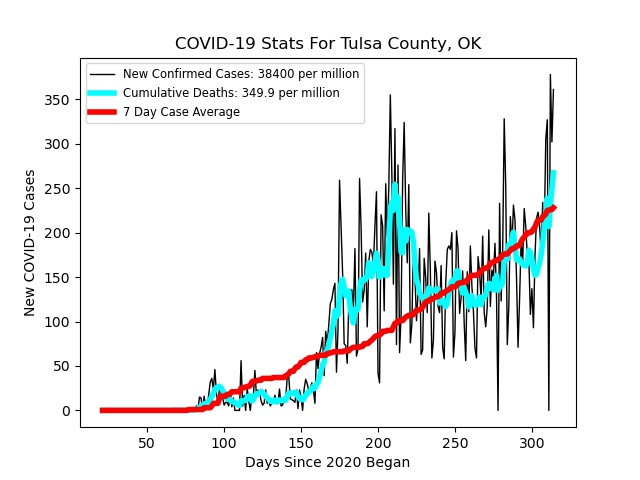 COVID-19 Stats For Tulsa County, OK
New Confirmed Cases: 38400 per million
Cumulative Deaths: 349.9 per million
7 Day Case Average
350
300
250
200
150
100
50
0
New COVID-19 Cases
50 100 150 200 250 300
Days Since 2020 Began